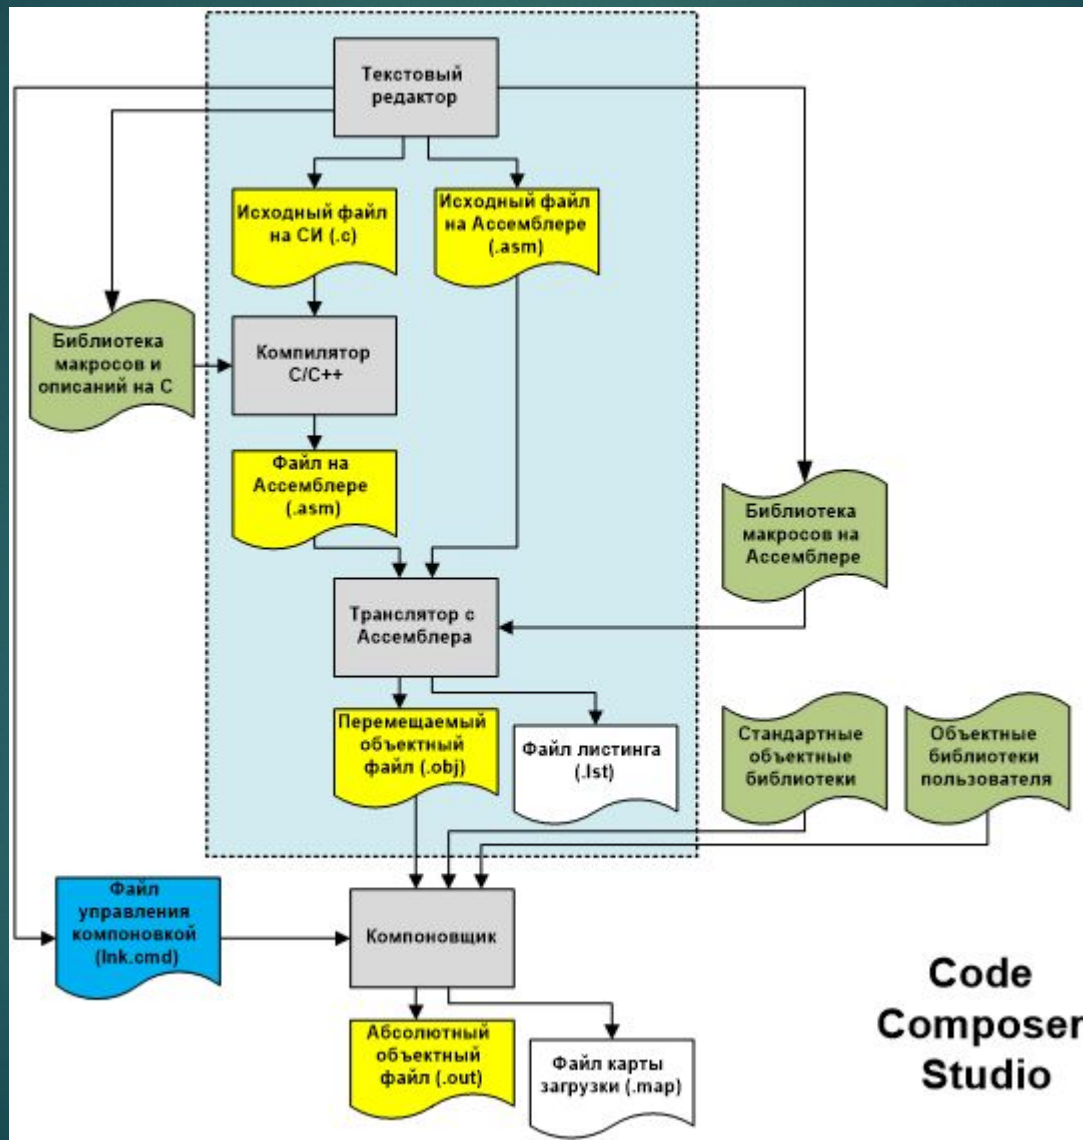 Текстовый
редактор
Исходный файл
на СИ (.c)
Исходный файл
на Ассемблере
(.asm)
Библиотека
макросов и
описаний на С
Компилятор
С/С++
Файл на
Ассемблере
(.asm)
Библиотека
макросов на
Ассемблере
Транслятор с
Ассемблера
Перемещаемый
объектный
файл (.obj)
Файл листинга
(.lst)
Стандартные
объектные
библиотеки
Объектные
библиотеки
пользователя
Файл
управления
компоновкой
(lnk.cmd)
Компоновщик
Абсолютный
объектный
файл (.out)
Файл карты
загрузки (.map)
Code
Composer
Studio